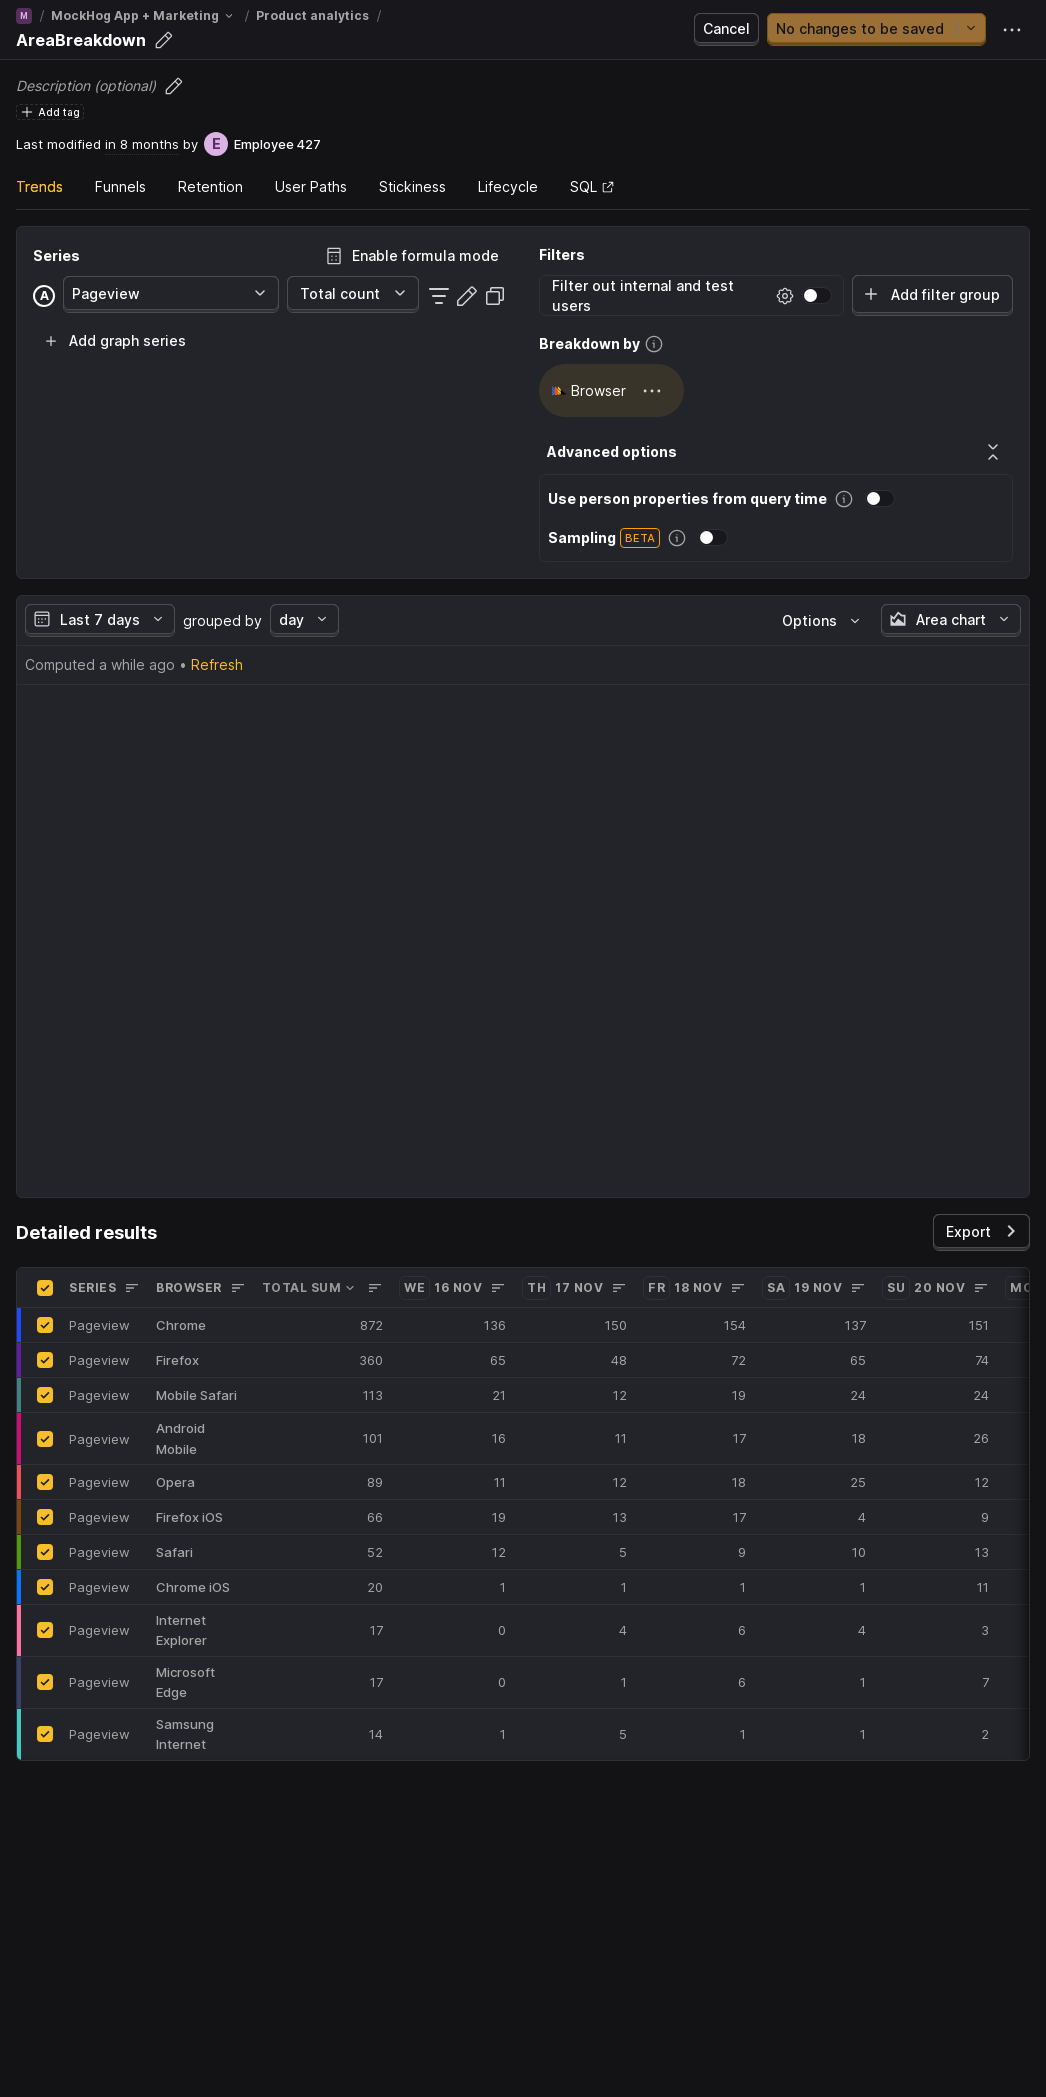 M / MockHog App + Marketing / Product analytics /
AreaBreakdown
Cancel
No changes to be saved
Description (optional)
Add tag
Last modified in 8 months by E Employee 427
Trends Funnels Retention User Paths Stickiness Lifecycle SQL
Series
Enable formula mode
A Pageview Total count
Add graph series
Filters
Filter out internal and test
users
Add filter group
Breakdown by
Browser
Advanced options
Use person properties from query time
Sampling BETA
Last 7 days grouped by day Options Area chart
Computed a while ago • Refresh
Detailed results
Export
SERIES BROWSER TOTAL SUM WE 16 NOV TH 17 NOV FR 18 NOV SA 19 NOV SU 20 NOV
Pageview Chrome 872 136 150 154 137 151
Pageview Firefox 360 65 48 72 65 74
Pageview Mobile Safari 113 21 12 19 24 24
Pageview Android
Mobile 101 16 11 17 18 26
Pageview Opera 89 11 12 18 25 12
Pageview Firefox iOS 66 19 13 17 4 9
Pageview Safari 52 12 5 9 10 13
Pageview Chrome iOS 20 1 1 1 1 11
Pageview Internet
Explorer 17 0 4 6 4 3
Pageview Microsoft
Edge 17 0 1 6 1 7
Pageview Samsung
Internet 14 1 5 1 1 2